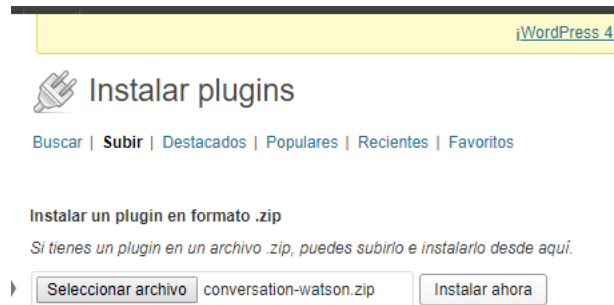 ¡WordPress 4
Instalar plugins
Buscar | Subir | Destacados | Populares | Recientes | Favoritos
Instalar un plugin en formato .zip
Si tienes un plugin en un archivo .zip, puedes subirlo e instalarlo desde aquí.
Seleccionar archivo conversation-watson.zip Instalar ahora